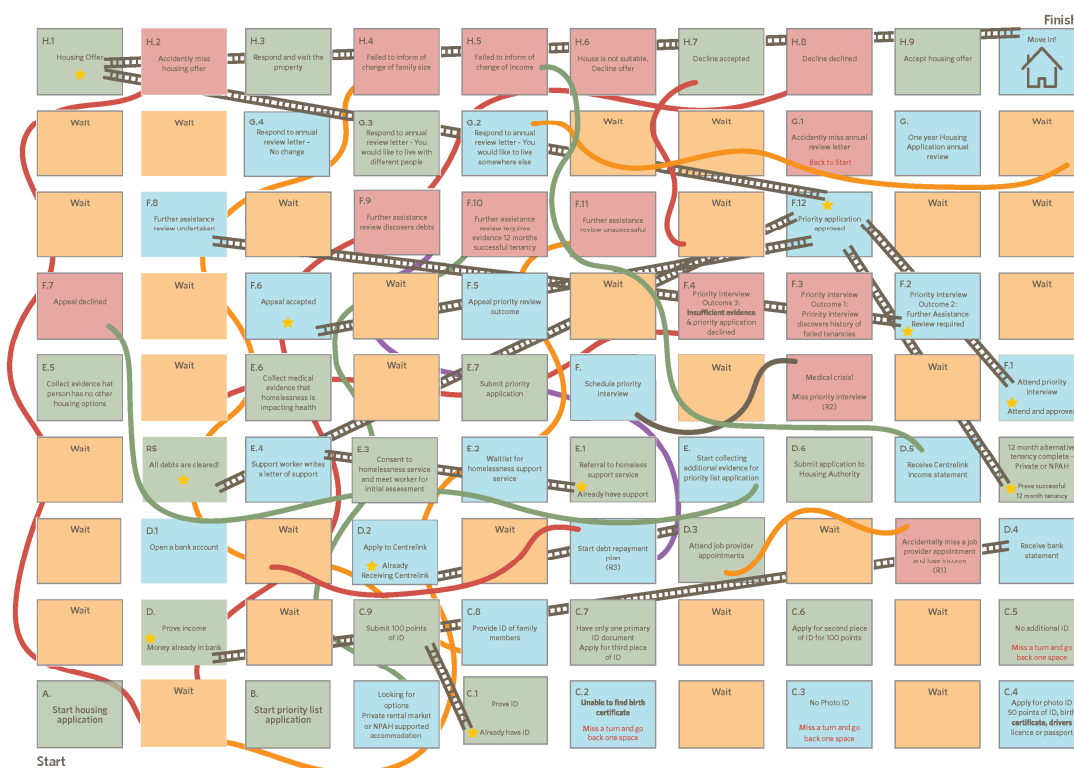 Finish
H.1
Housing Offer
H.2
Accidently miss
housing offer
H.3
Respond and visit the
property
H.4
Failed to inform of
change of family size
H.5
Failed to inform of
change of income
H.6
House is not suitable.
Decline offer
H.7
Decline accepted
H.8
Decline declined
H.9
Accept housing offer
Move In!
Wait
Wait
G.4
Respond to annual
review letter -
No change
G.3
Respond to annual
review letter - You
would like to live with
different people
G.2
Respond to annual
review letter - You
would like to live
somewhere else
Wait
Wait
G.1
Accidently miss annual
review letter
Back to Start
G.
One year Housing
Application annual
review
Wait
Wait
F.8
Further assistance
review undertaken
Wait
F.9
Further assistance
review discovers debts
F.10
Further assistance
review requires
evidence 12 months
successful tenancy
F.11
Further assistance
review unsuccessful
Wait
F.12
Priority application
approved
Wait
Wait
F.7
Appeal declined
Wait
F.6
Appeal accepted
Wait
F.5
Appeal priority review
outcome
Wait
F.4
Priority Interview
Outcome 3:
Insufficient evidence
& priority application
declined
F.3
Priority interview
Outcome 1:
Priority interview
discovers history of
failed tenancies
F.2
Priority Interview
Outcome 2:
Further Assistance
Review required
Wait
E.5
Collect evidence hat
person has no other
housing options
Wait
E.6
Collect medical
evidence that
homelessness is
impacting health
Wait
E.7
Submit priority
application
F.
Schedule priority
interview
Wait
Medical crisis!
Miss priority interview
(R2)
Wait
F.1
Attend priority
interview
Attend and approved
Wait
R5
All debts are cleared!
E.4
Support worker writes
a letter of support
E.3
Consent to
homelessness service
and meet worker for
initial assessment
E.2
Waitlist for
homelessness support
service
E.1
Referral to homeless
support service
Already have support
E.
Start collecting
additional evidence for
priority list application
D.6
Submit application to
Housing Authority
D.5
Receive Centrelink
income statement
12 month alternative
tenancy complete -
Private or NPAH
Prove successful
12 month tenancy
Wait
D.1
Open a bank account
Wait
D.2
Apply to Centrelink
Already
Receiving Centrelink
Wait
Start debt repayment
plan
(R3)
D.3
Attend job provider
appointments
Wait
Accidentally miss a job
provider appointment
and lose income
(R1)
D.4
Receive bank
statement
Wait
D.
Prove income
Money already in bank
Wait
C.9
Submit 100 points
of ID
C.8
Provide ID of family
members
C.7
Have only one primary
ID document
Apply for third piece
of ID
Wait
C.6
Apply for second piece
of ID for 100 points
Wait
C.5
No additional ID
Miss a turn and go
back one space
A.
Start housing
application
Wait
B.
Start priority list
application
Looking for
options
Private rental market
or NPAH supported
accommodation
C.1
Prove ID
Already have ID
C.2
Unable to find birth
certificate
Miss a turn and go
back one space
Wait
C.3
No Photo ID
Miss a turn and go
back one space
Wait
C.4
Apply for photo ID
50 points of ID, birth
certificate, drivers
licence or passport
Start